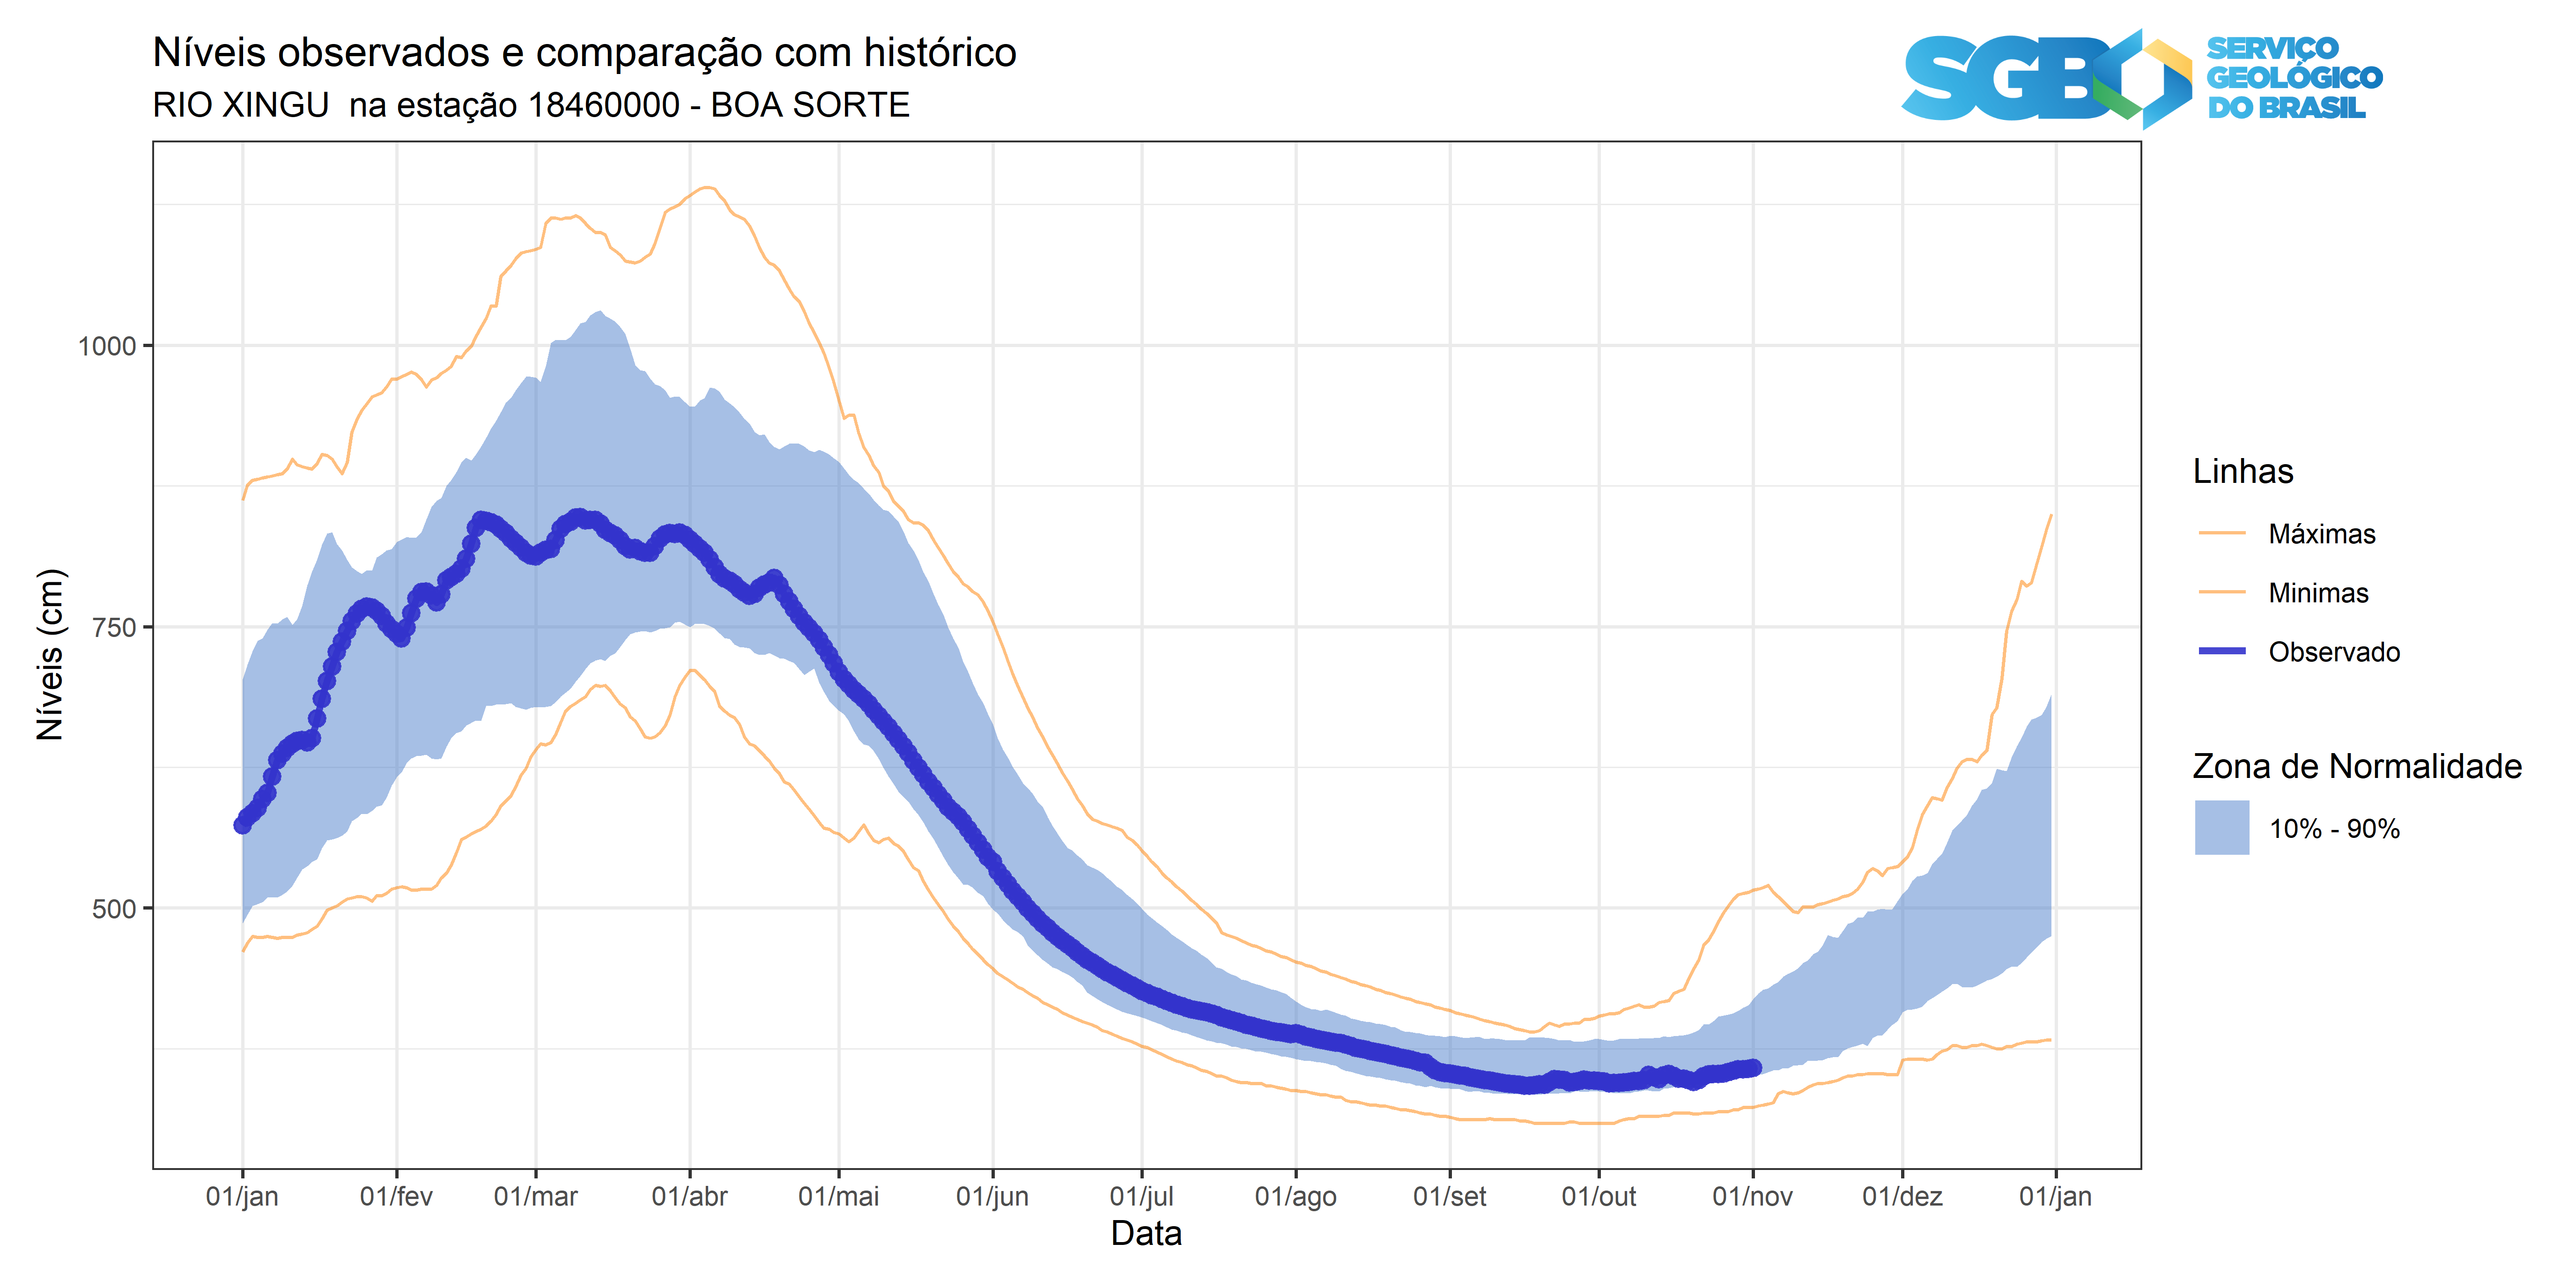 Níveis observados e comparação com histórico
RIO XINGU na estação 18460000 - BOA SORTE
SGB
SERVIÇO
GEOLÓGICO
DO BRASIL
Níveis (cm)
1000
750
500
01/jan 01/fev 01/mar 01/abr 01/mai 01/jun 01/jul 01/ago 01/set 01/out 01/nov 01/dez 01/jan
Data
Linhas
Máximas
Minimas
Observado
Zona de Normalidade
10% - 90%